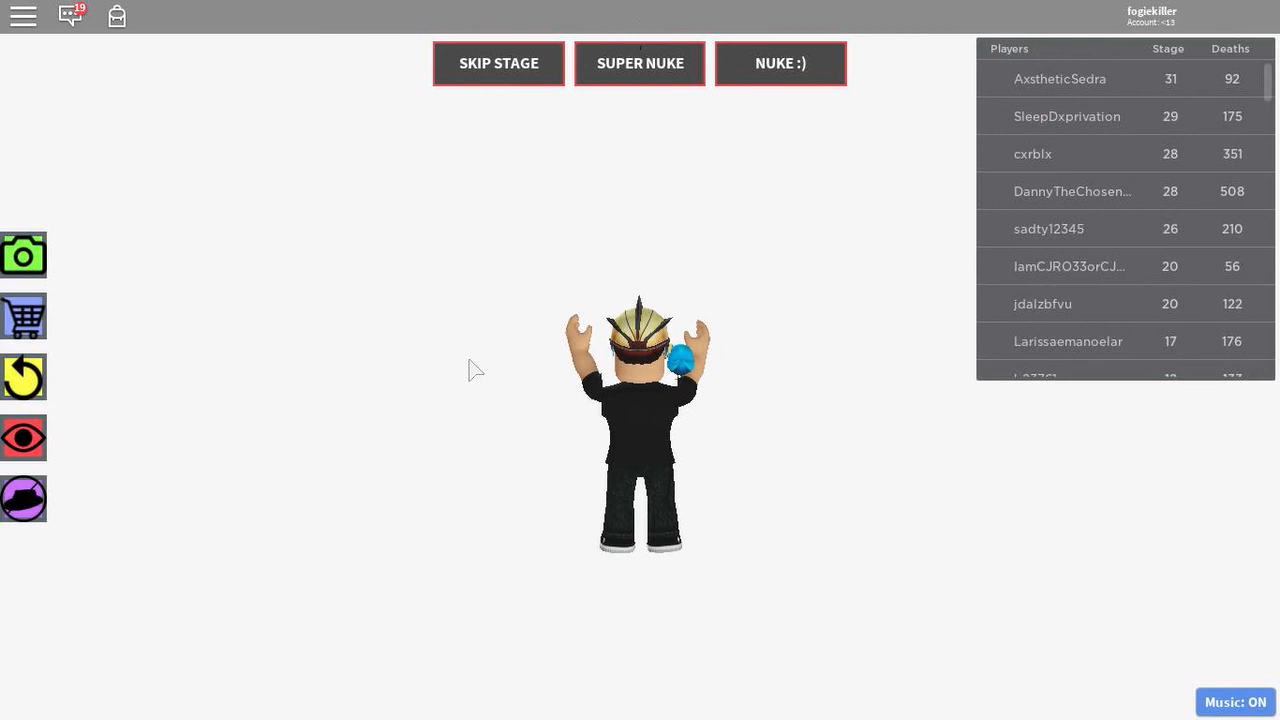 19
fogiekiller
Account: <13
SKIP STAGE
SUPER NUKE
NUKE :)
Players Stage Deaths
AxstheticSedra 31 92
SleepDxprivation 29 175
cxrblx 28 351
DannyTheChosen... 28 508
sadty12345 26 210
IamCJRO33orCJ... 20 56
jdalzbfvu 20 122
Larissaemanoelar 17 176
Music: ON